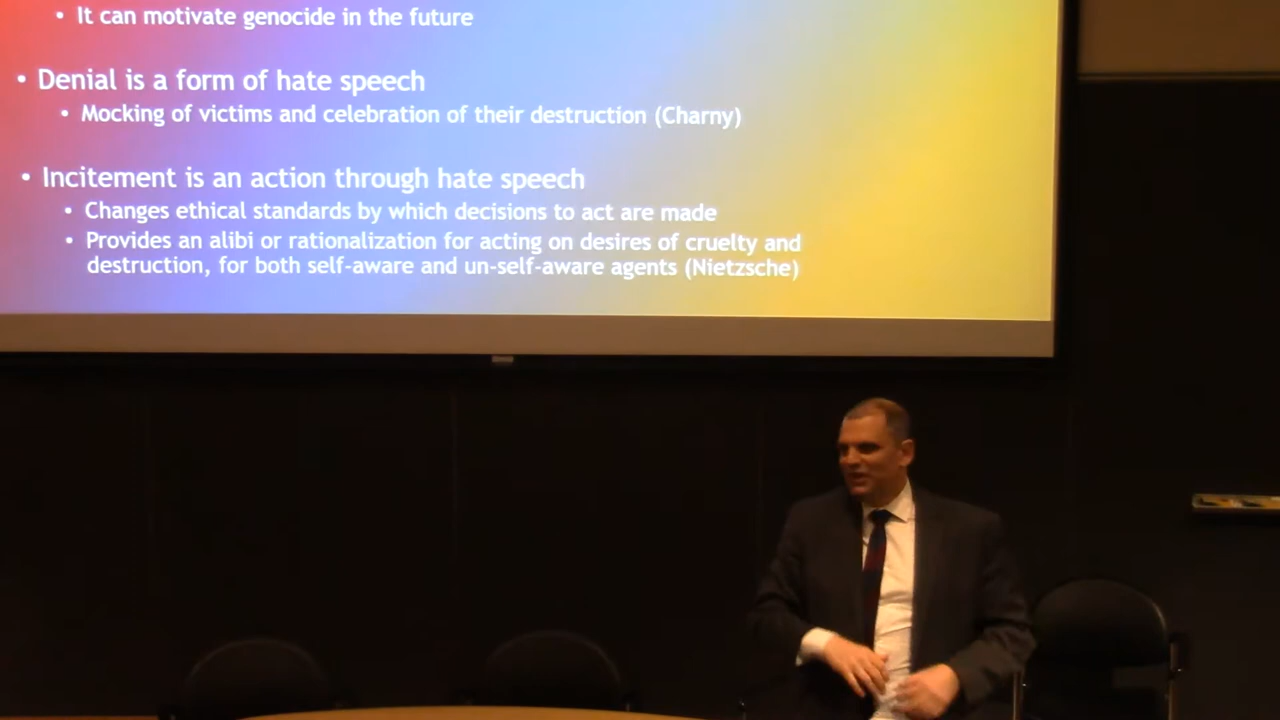 • It can motivate genocide in the future
• Denial is a form of hate speech
• Mocking of victims and celebration of their destruction (Charny)
• Incitement is an action through hate speech
• Changes ethical standards by which decisions to act are made
• Provides an alibi or rationalization for acting on desires of cruelty and
destruction, for both self-aware and un-self-aware agents (Nietzsche)